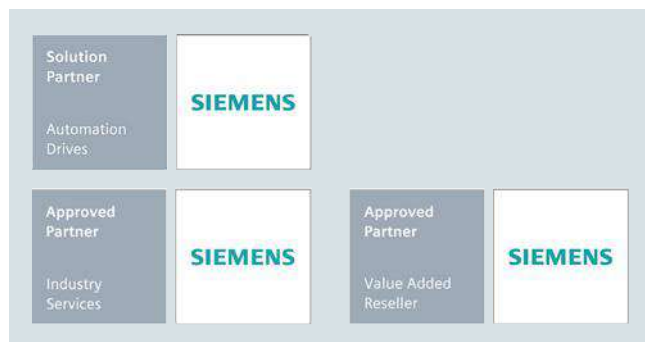 Solution
Partner
Automation
Drives
SIEMENS
Approved
Partner
Industry
Services
SIEMENS
Approved
Partner
Value Added
Reseller
SIEMENS